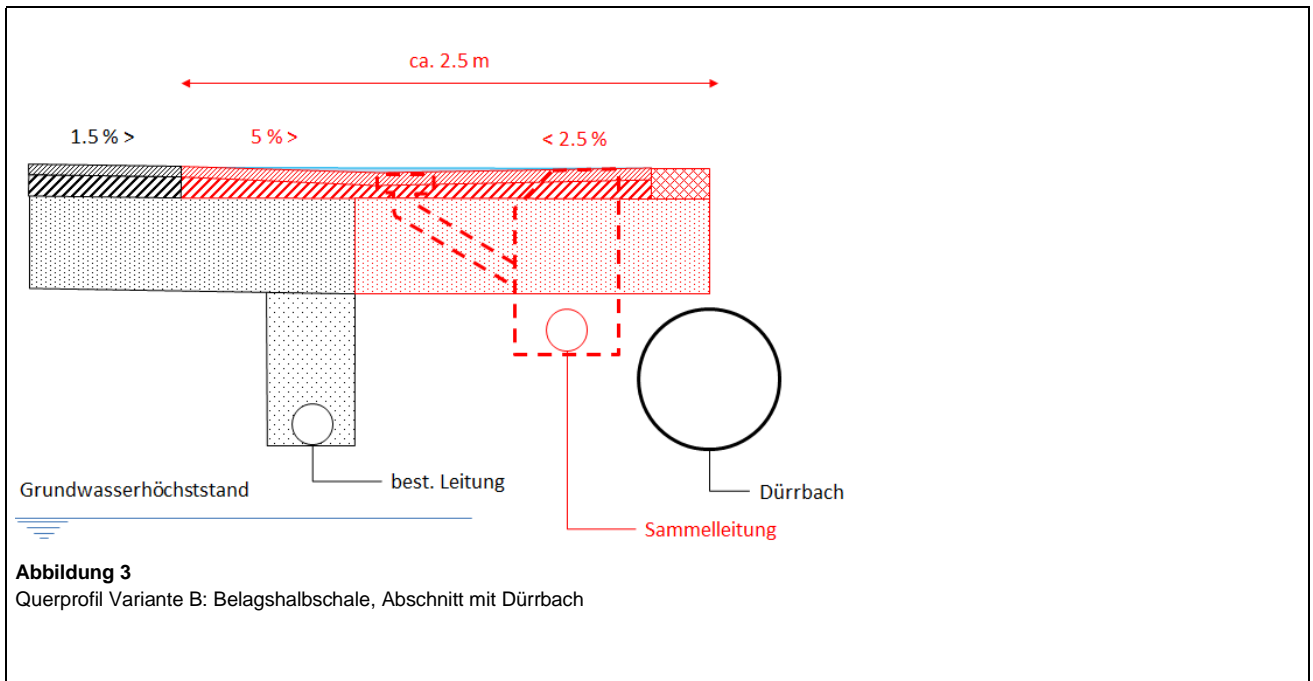 ca. 2.5 m
1.5 % >
5 % >
< 2.5 %
Grundwasserhöchststand
best. Leitung
Dürrbach
Sammelleitung
Abbildung 3
Querprofil Variante B: Belagshalbschale, Abschnitt mit Dürrbach